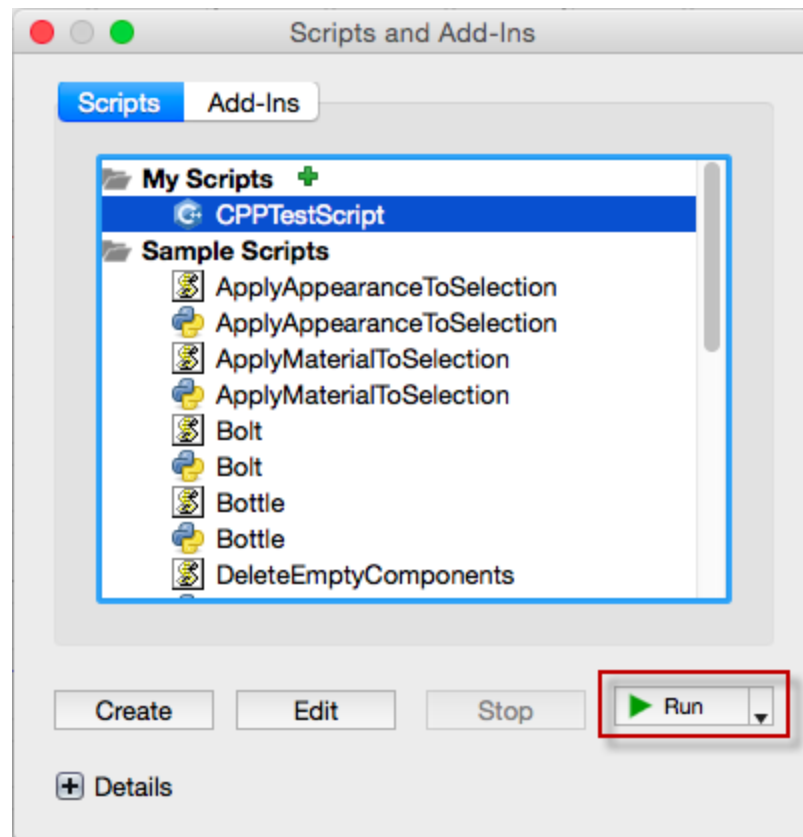 Scripts and Add-Ins
Scripts Add-Ins
My Scripts
CPPTestScript
Sample Scripts
ApplyAppearanceToSelection
ApplyAppearanceToSelection
ApplyMaterialToSelection
ApplyMaterialToSelection
Bolt
Bolt
Bottle
Bottle
DeleteEmptyComponents
Create Edit Stop Run
Details